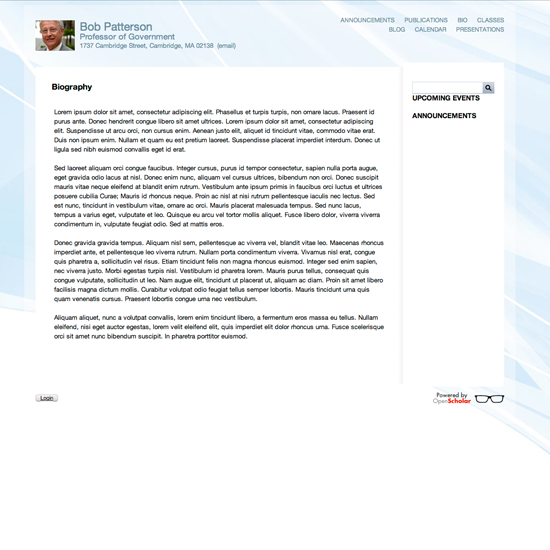 Bob Patterson
Professor of Government
1737 Cambridge Street, Cambridge, MA 02138 (email)
ANNOUNCEMENTS PUBLICATIONS BIO CLASSES
BLOG CALENDAR PRESENTATIONS
Biography
Lorem ipsum dolor sit amet, consectetur adipiscing elit. Phasellus et turpis turpis, non ornare lacus. Praesent id
purus ante. Donec hendrerit congue libero sit amet ultrices. Lorem ipsum dolor sit amet, consectetur adipiscing
elit. Suspendisse ut arcu orci, non cursus enim. Aenean justo elit, aliquet id tincidunt vitae, commodo vitae erat.
Duis non ipsum enim. Nullam et quam eu est pretium laoreet. Suspendisse placerat imperdiet interdum. Donec ut
ligula sed nibh euismod convallis eget id erat.
Sed laoreet aliquam orci congue faucibus. Integer cursus, purus id tempor consectetur, sapien nulla porta augue,
eget gravida odio lacus at nisl. Donec enim nunc, aliquam vel cursus ultrices, bibendum non orci. Donec suscipit
mauris vitae neque eleifend at blandit enim rutrum. Vestibulum ante ipsum primis in faucibus orci luctus et ultrices
posuere cubilia Curae; Mauris id rhoncus neque. Proin ac nisl at nisi rutrum pellentesque iaculis nec lectus. Sed
est nunc, tincidunt in vestibulum vitae, ornare ac orci. Mauris placerat malesuada tempus. Sed nunc lacus,
tempus a varius eget, vulputate et leo. Quisque eu arcu vel tortor mollis aliquet. Fusce libero dolor, viverra viverra
condimentum in, vulputate feugiat odio. Sed at mattis eros.
Donec gravida gravida tempus. Aliquam nisl sem, pellentesque ac viverra vel, blandit vitae leo. Maecenas rhoncus
imperdiet ante, et pellentesque leo viverra rutrum. Nullam porta condimentum viverra. Vivamus nisl erat, congue
quis pharetra a, sollicitudin vel risus. Etiam tincidunt felis non magna rhoncus euismod. Integer sed enim sapien,
nec viverra justo. Morbi egestas turpis nisl. Vestibulum id pharetra lorem. Mauris purus tellus, consequat quis
congue vulputate, sollicitudin ut leo. Nam augue elit, tincidunt ut placerat ut, aliquam ac diam. Proin sit amet libero
facilisis magna dictum mollis. Curabitur volutpat odio feugiat tellus semper lobortis. Mauris tincidunt urna quis
quam venenatis cursus. Praesent lobortis congue urna nec vestibulum.
Aliquam aliquet, nunc a volutpat convallis, lorem enim tincidunt libero, a fermentum eros massa eu tellus. Nullam
eleifend, nisi eget auctor egestas, lorem velit eleifend elit, quis imperdiet elit dolor rhoncus urna. Fusce scelerisque
orci sit amet nunc bibendum suscipit. In pharetra porttitor euismod.
UPCOMING EVENTS
ANNOUNCEMENTS
Login
Powered by
OpenScholar